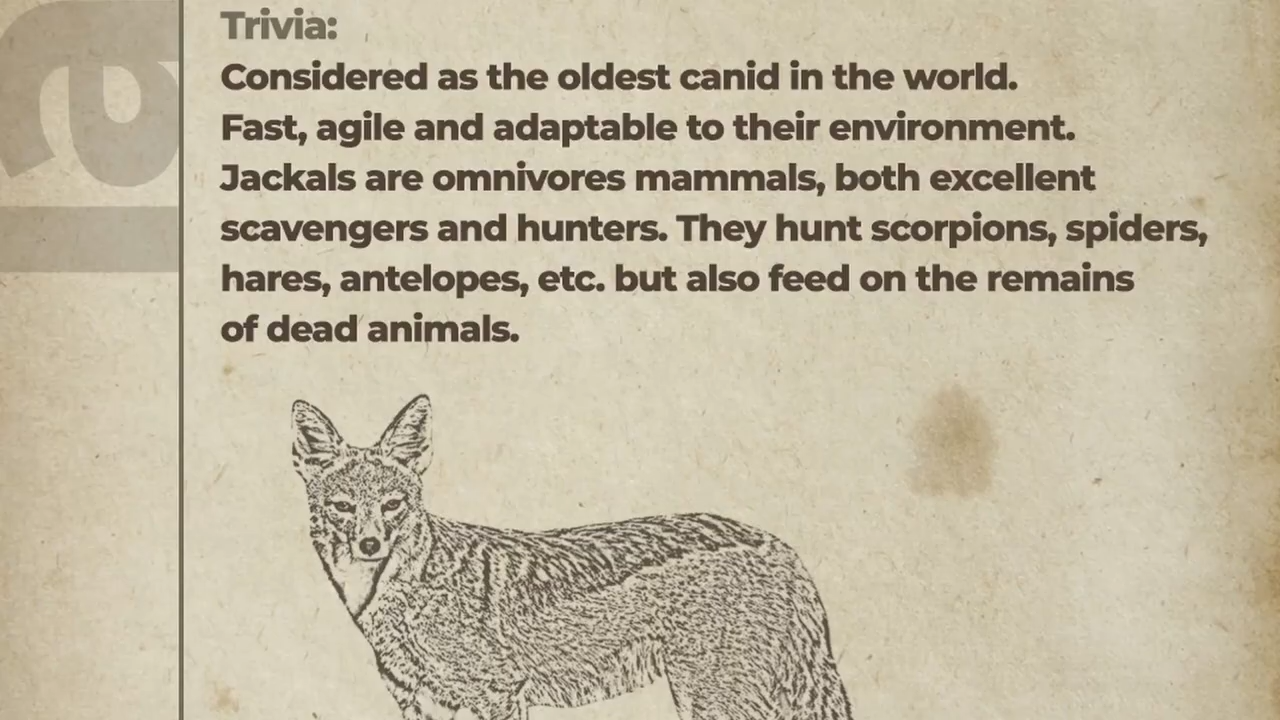 Trivia:
Considered as the oldest canid in the world.
Fast, agile and adaptable to their environment.
Jackals are omnivores mammals, both excellent
scavengers and hunters. They hunt scorpions, spiders,
hares, antelopes, etc. but also feed on the remains
of dead animals.
al